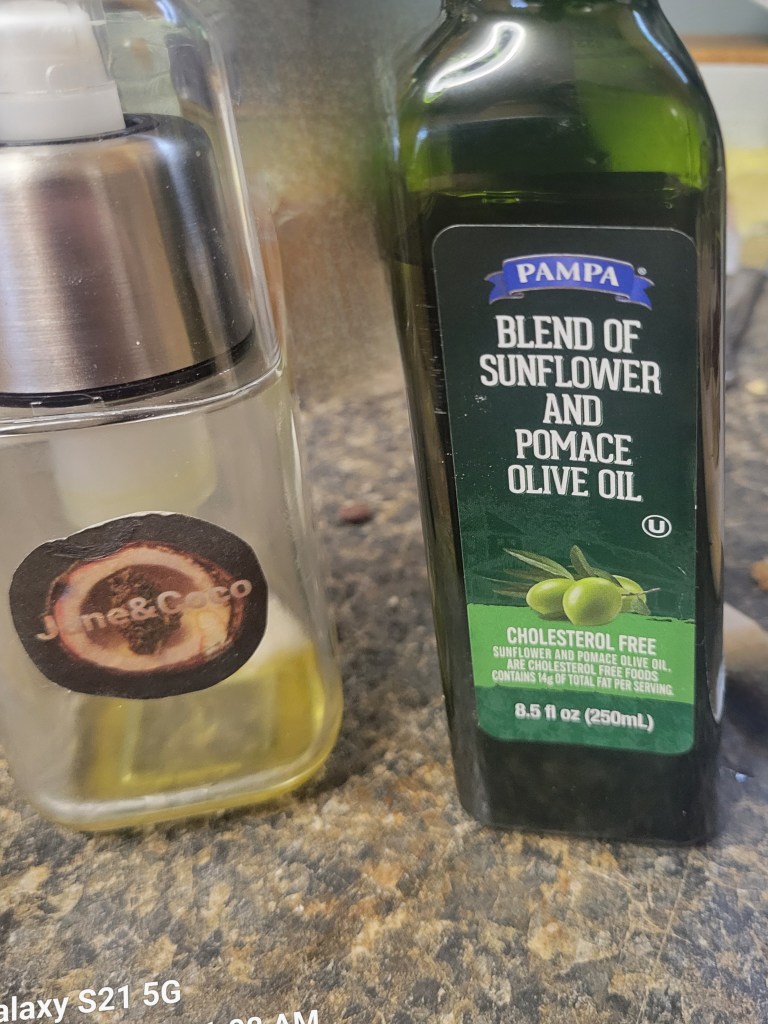 PAMPA
BLEND OF
SUNFLOWER
AND
POMACE
OLIVE OIL
U
CHOLESTEROL FREE
SUNFLOWER AND POMACE OLIVE OIL,
ARE CHOLESTEROL FREE FOODS
CONTAINS 14g OF TOTAL FAT PER SERVING.
8.5 fl oz (250mL)
&Coco
alaxy S21 5G
AM